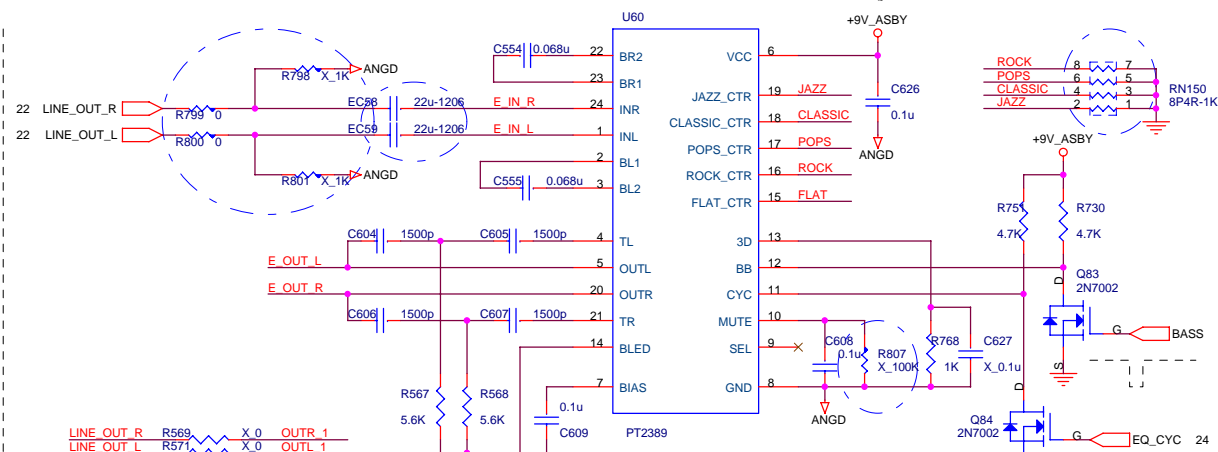 U60
+9V_ASBY
C554 0.068u 22 BR2 VCC 6
ROCK 8 7
R798 X_1K ANGD
POPS 6 5
23 BR1
C626
RN150
CLASSIC 4 3
JAZZ_CTR 19 JAZZ
8P4R-1K
22 LINE_OUT_R R799 0 EC58 22u-1206 E_IN_R 24 INR
JAZZ 2 1
0.1u
CLASSIC_CTR 18 CLASSIC
22 LINE_OUT_L R800 0 EC59 22u-1206 E_IN_L 1 INL
+9V_ASBY
POPS_CTR 17 POPS
ANGD
2 BL1
ROCK_CTR 16 ROCK
R801 X_1K ANGD
C555 0.068u 3 BL2
FLAT_CTR 15 FLAT
R751 R730
4.7K 4.7K
C604 1500p C605 1500p 4 TL 3D 13
E_OUT_L 5 OUTL BB 12
D Q83
2N7002
E_OUT_R 20 OUTR CYC 11
C606 1500p C607 1500p 21 TR MUTE 10
G BASS
14 BLED SEL 9
C608 0.1u R807 X_100K R768 1K C627 X_0.1u
S
7 BIAS GND 8
D
R567 R568
5.6K 5.6K
0.1u
C609
ANGD
PT2389
Q84
2N7002
G EQ_CYC 24
LINE_OUT_R R569 X_0 OUTR_1
LINE_OUT_L R571 X_0 OUTL_1